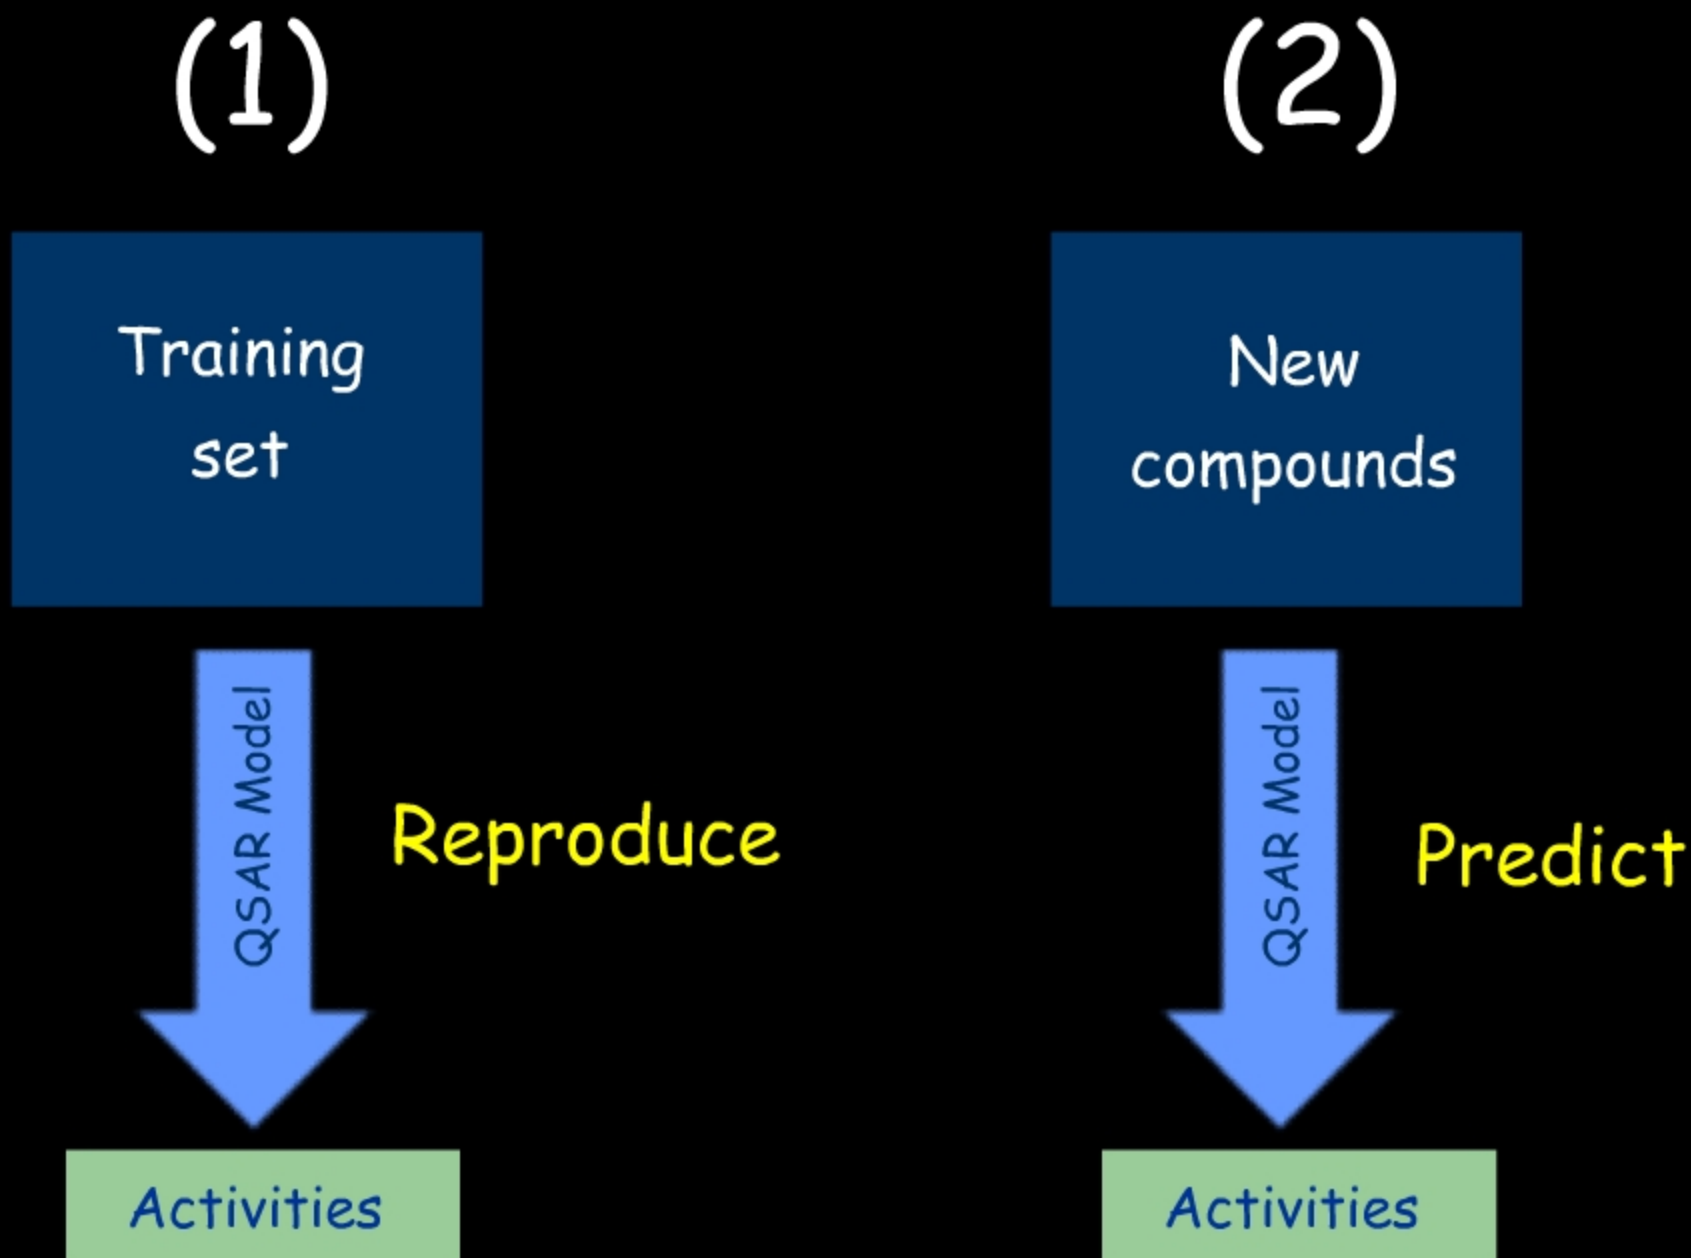 (1)
Training
set
QSAR Model
Reproduce
Activities
(2)
New
compounds
QSAR Model
Predict
Activities